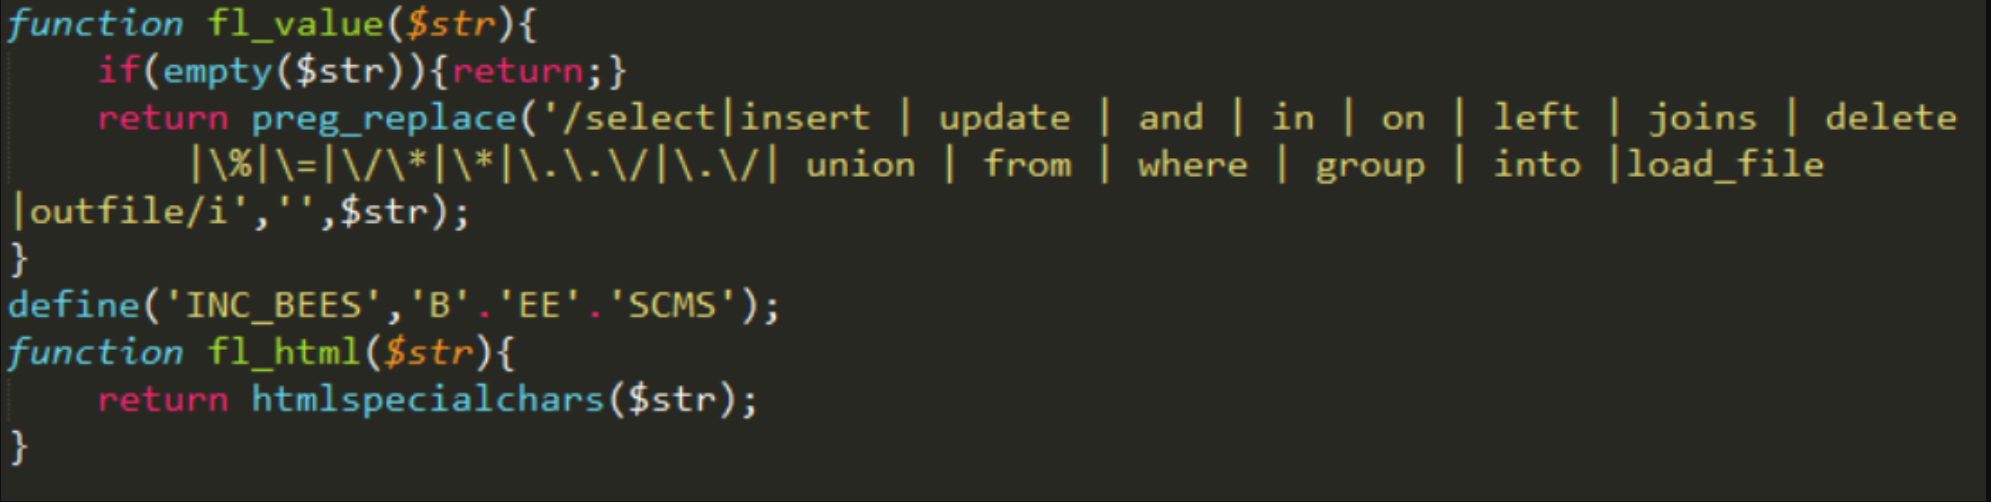 function fl_value($str){
    if(empty($str)){return;}
    return preg_replace('/select|insert | update | and | in | on | left | joins | delete
        |\%|\=|\/\*|\*|\.\.\/|\.\/| union | from | where | group | into |load_file
|outfile/i','',$str);
}
define('INC_BEES','B'.'EE'.'SCMS');
function fl_html($str){
    return htmlspecialchars($str);
}